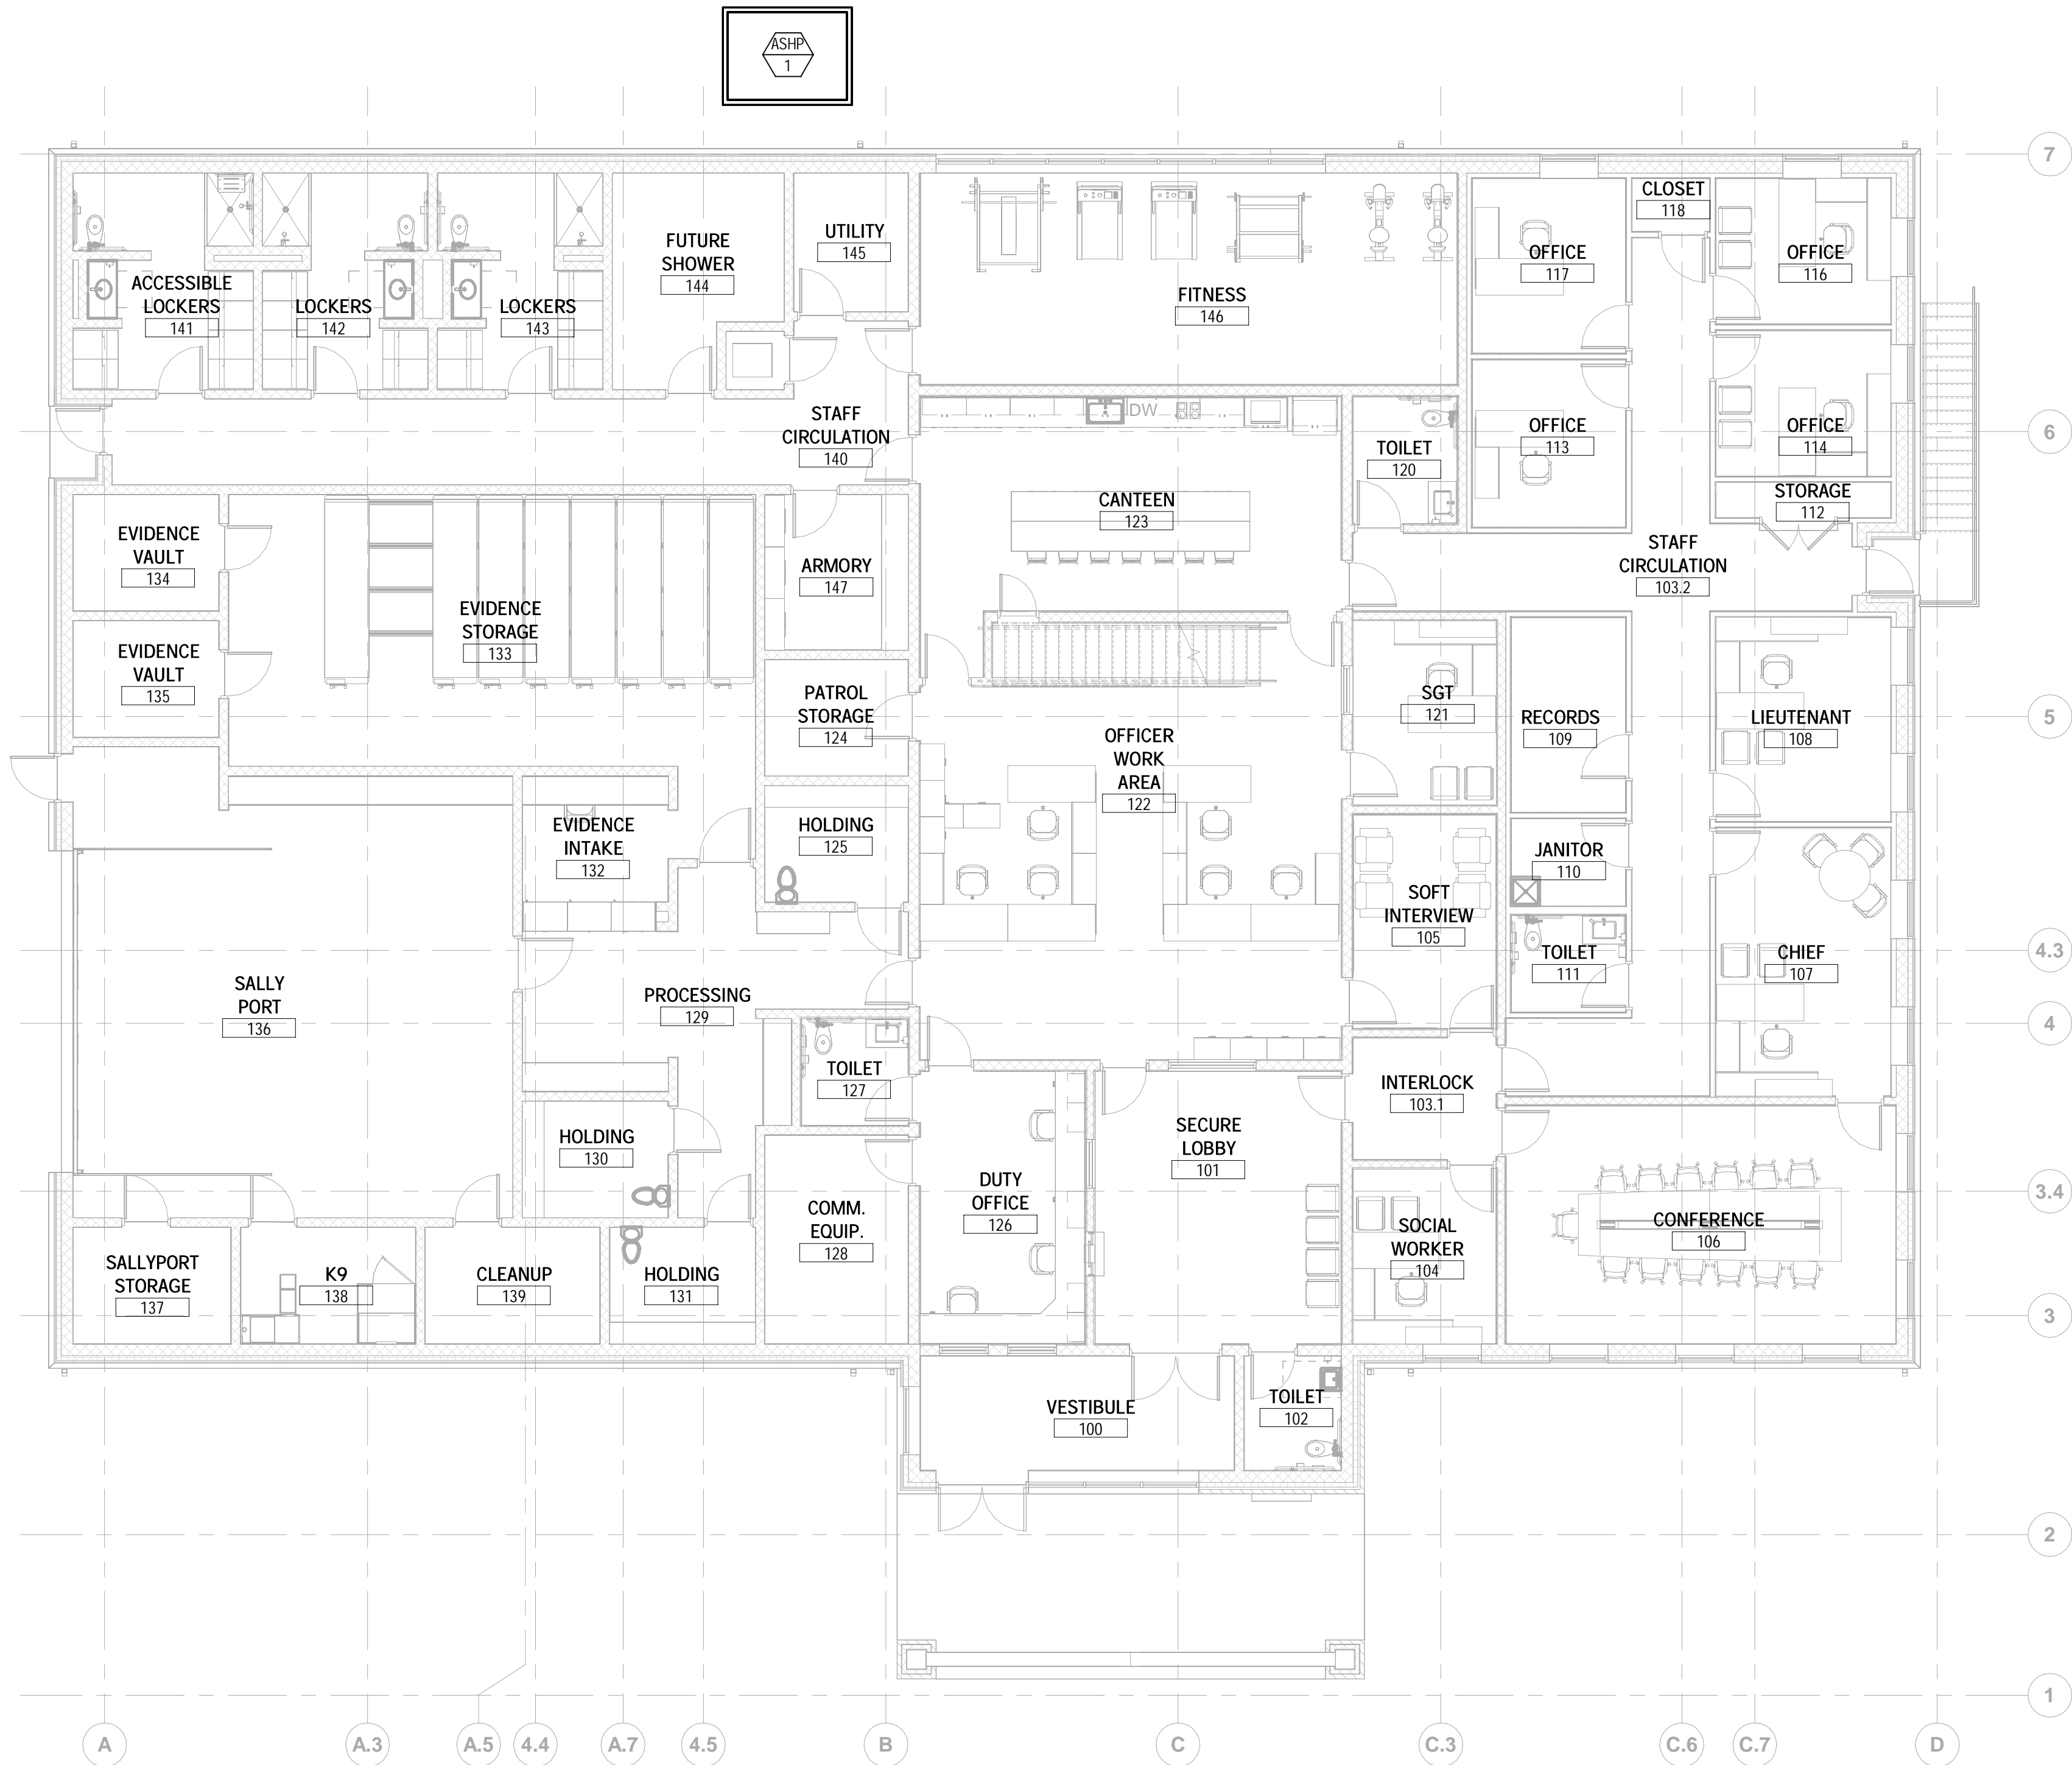 ASHP
1
7
CLOSET
118
UTILITY
145
FUTURE
SHOWER
144
OFFICE
117
OFFICE
116
ACCESSIBLE
LOCKERS
141
LOCKERS
142
LOCKERS
143
FITNESS
146
STAFF
CIRCULATION
140
DW
TOILET
120
OFFICE
113
OFFICE
114
6
STORAGE
112
CANTEEN
123
EVIDENCE
VAULT
134
ARMORY
147
STAFF
CIRCULATION
103.2
EVIDENCE
STORAGE
133
EVIDENCE
VAULT
135
PATROL
STORAGE
124
SGT
121
RECORDS
109
LIEUTENANT
108
5
OFFICER
WORK
AREA
122
EVIDENCE
INTAKE
132
HOLDING
125
JANITOR
110
SOFT
INTERVIEW
105
TOILET
111
CHIEF
107
4.3
SALLY
PORT
136
PROCESSING
129
4
TOILET
127
INTERLOCK
103.1
HOLDING
130
SECURE
LOBBY
101
DUTY
OFFICE
126
3.4
COMM.
EQUIP.
128
SOCIAL
WORKER
104
CONFERENCE
106
SALLYPORT
STORAGE
137
K9
138
CLEANUP
139
HOLDING
131
3
VESTIBULE
100
TOILET
102
2
1
A
A.3
A.5
4.4
A.7
4.5
B
C
C.3
C.6
C.7
D